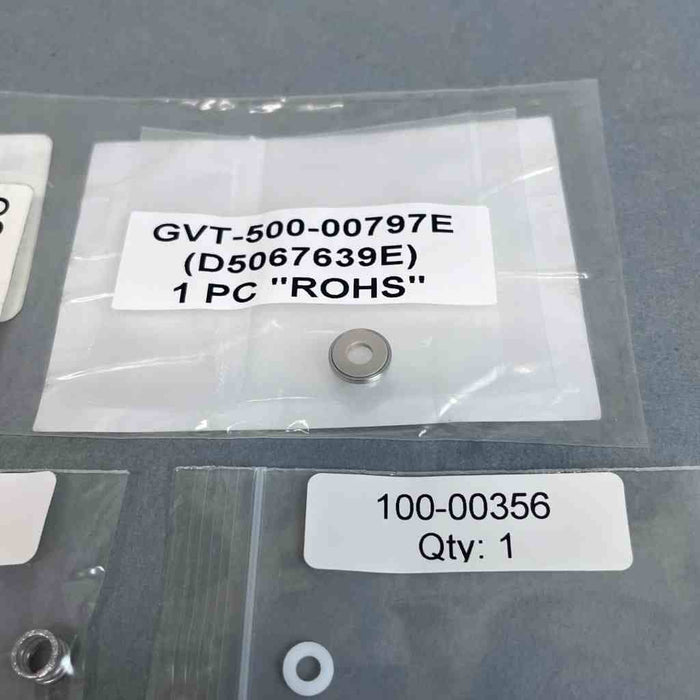 GVT-500-00797E
(D5067639E)
1 PC "ROHS"
100-00356
Qty: 1